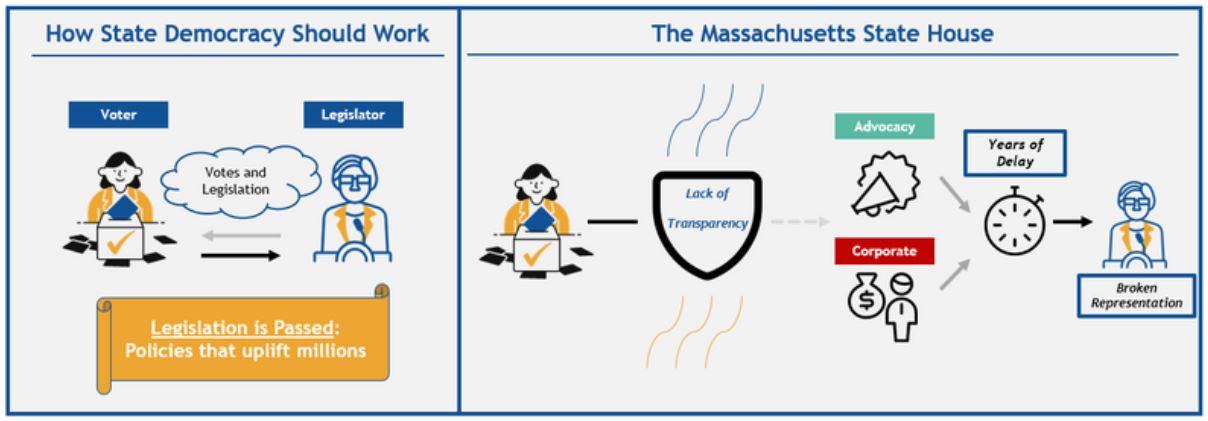 How State Democracy Should Work
Voter
Legislator
Votes and
Legislation
Legislation is Passed:
Policies that uplift millions
The Massachusetts State House
Lack of
Transparency
Advocacy
Corporate
$
Years of
Delay
Broken
Representation